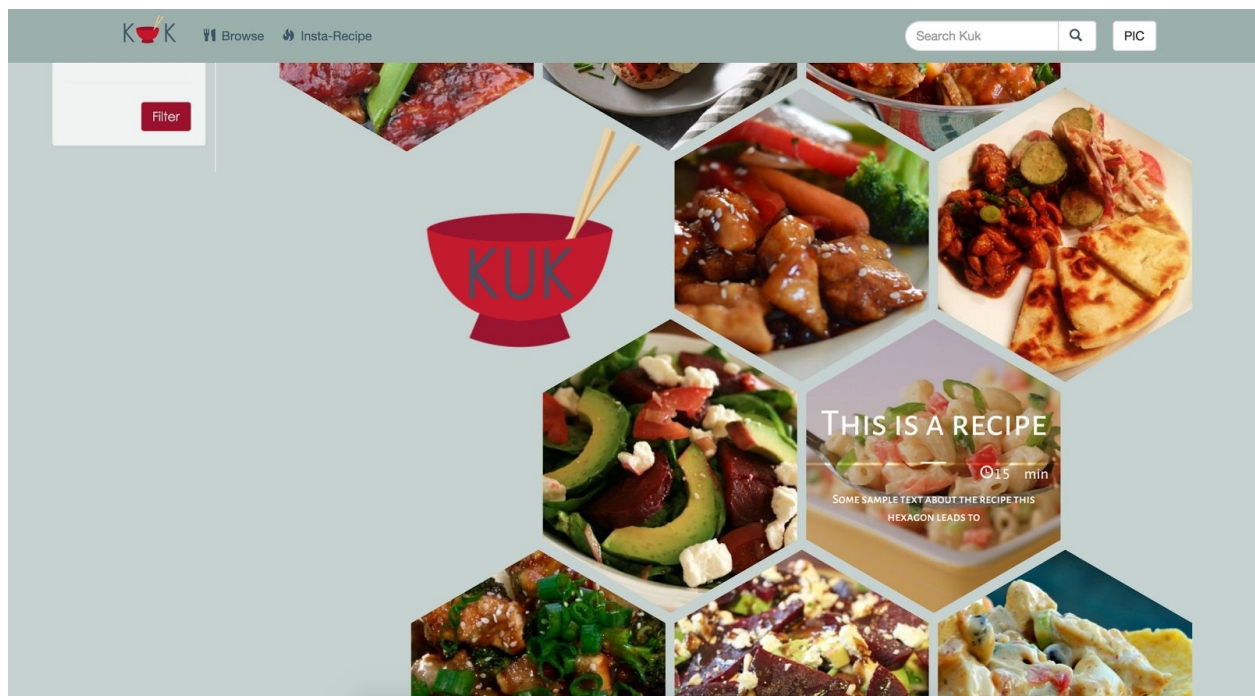 KUK
Browse
Insta-Recipe
Search Kuk
PIC
Filter
KUK
THIS IS A RECIPE
15 min
SOME SAMPLE TEXT ABOUT THE RECIPE THIS
HEXAGON LEADS TO